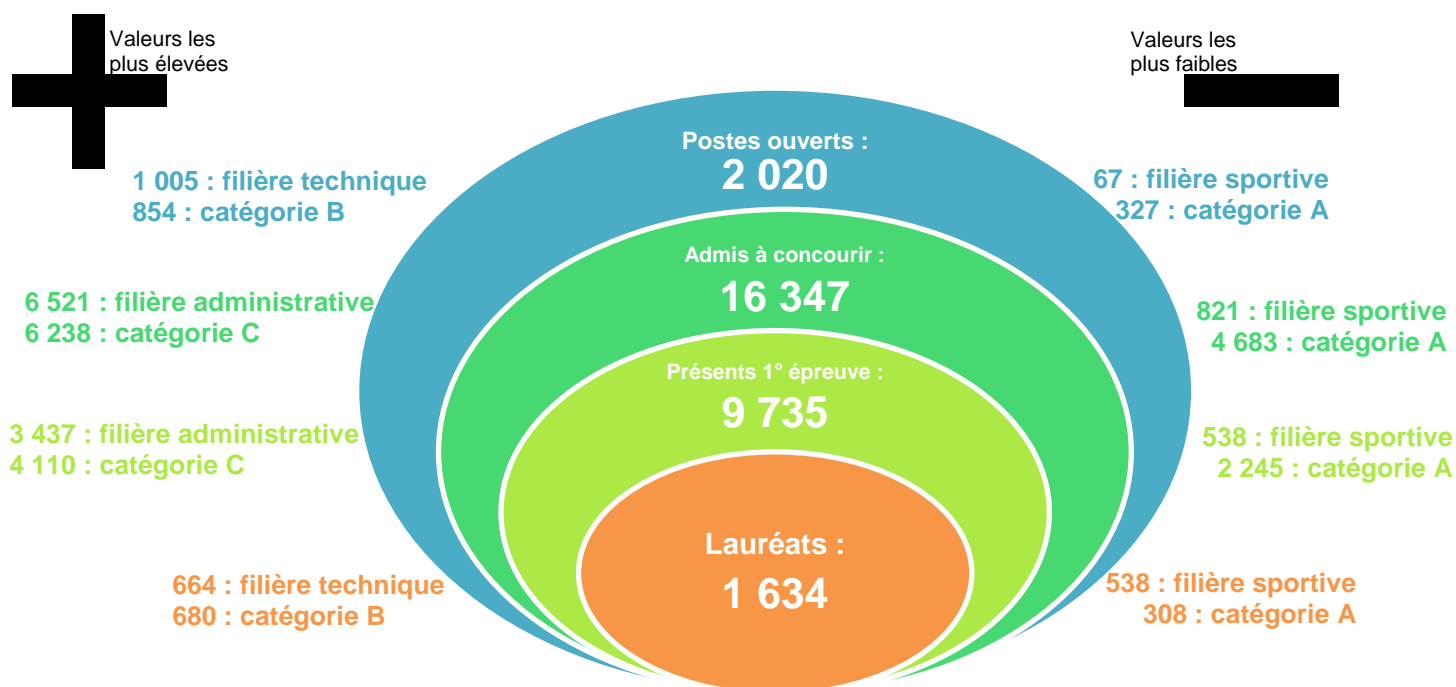 Valeurs les
plus élevées
Valeurs les
plus faibles
Postes ouverts :
2 020
1 005 : filière technique
854 : catégorie B
67 : filière sportive
327 : catégorie A
Admis à concourir :
16 347
6 521 : filière administrative
6 238 : catégorie C
821 : filière sportive
4 683 : catégorie A
Présents 1° épreuve :
9 735
3 437 : filière administrative
4 110 : catégorie C
538 : filière sportive
2 245 : catégorie A
Lauréats :
1 634
664 : filière technique
680 : catégorie B
538 : filière sportive
308 : catégorie A